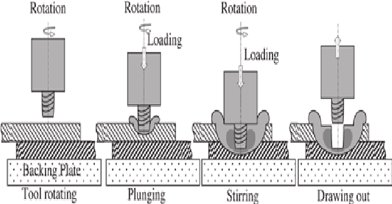 Rotation
Rotation
Rotation
Loading
Loading
Backing Plate
Tool rotating
Plunging
Stirring
Drawing out